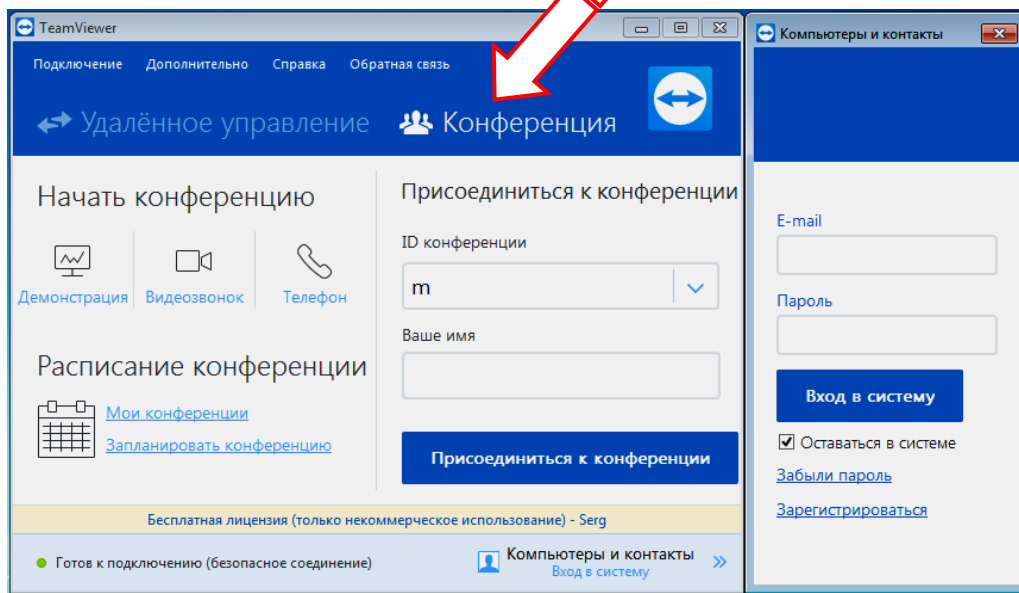 TeamViewer
Подключение Дополнительно Справка Обратная связь
Удалённое управление Конференция
Начать конференцию
Демонстрация Видеозвонок Телефон
Расписание конференции
Мои конференции
Запланировать конференцию
Присоединиться к конференции
ID конференции
m
Ваше имя
Присоединиться к конференции
Бесплатная лицензия (только некоммерческое использование) - Serg
Готов к подключению (безопасное соединение)
Компьютеры и контакты
Вход в систему
Компьютеры и контакты
E-mail
Пароль
Вход в систему
Оставаться в системе
Забыли пароль
Зарегистрироваться